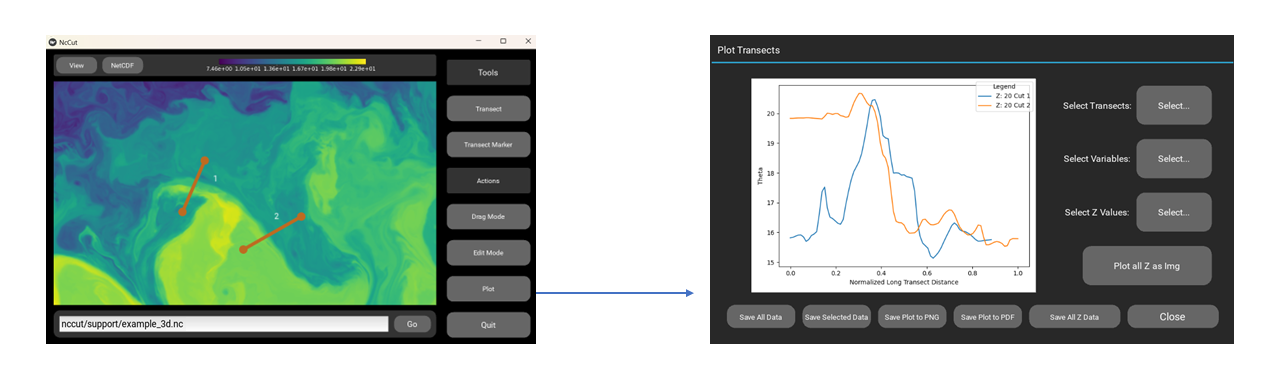 NcCut
View
NetCDF
7.46e+00 1.05e+01 1.36e+01 1.67e+01 1.98e+01 2.29e+01
Tools
Transect
Transect Marker
Actions
Drag Mode
Edit Mode
Plot
Quit
1
2
nccut/support/example_3d.nc
Go
Plot Transects
Legend
Z: 20 Cut 1
Z: 20 Cut 2
20
19
18
17
16
15
Theta
0.0 0.2 0.4 0.6 0.8 1.0
Normalized Long Transect Distance
Select Transects:
Select...
Select Variables:
Select...
Select Z Values:
Select...
Plot all Z as Img
Save All Data
Save Selected Data
Save Plot to PNG
Save Plot to PDF
Save All Z Data
Close